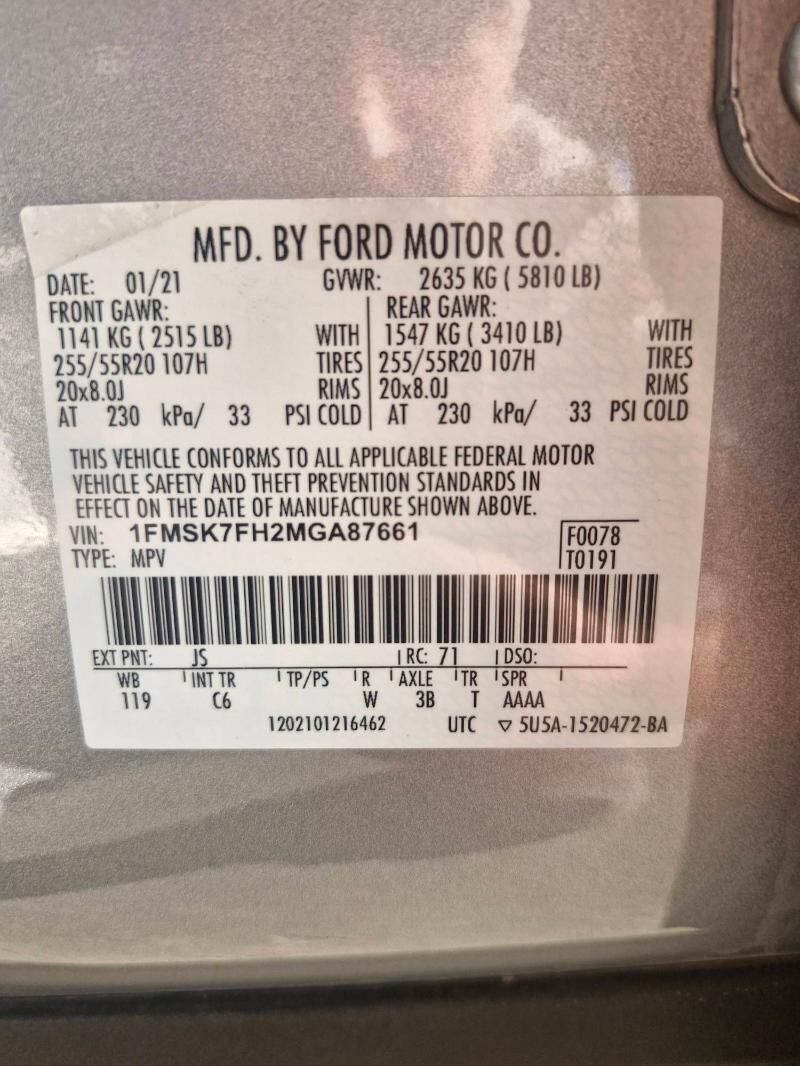 MFD. BY FORD MOTOR CO.
DATE: 01/21 GVWR: 2635 KG ( 5810 LB)
FRONT GAWR: REAR GAWR:
1141 KG ( 2515 LB) WITH 1547 KG ( 3410 LB) WITH
255/55R20 107H TIRES 255/55R20 107H TIRES
20x8.0J RIMS 20x8.0J RIMS
AT 230 kPa/ 33 PSI COLD AT 230 kPa/ 33 PSI COLD
THIS VEHICLE CONFORMS TO ALL APPLICABLE FEDERAL MOTOR
VEHICLE SAFETY AND THEFT PREVENTION STANDARDS IN
EFFECT ON THE DATE OF MANUFACTURE SHOWN ABOVE.
VIN: 1FMSK7FH2MGA87661 F0078
TYPE: MPV T0191
EXT PNT: JS RC: 71 DSO:
WB INT TR TP/PS R AXLE TR SPR
119 C6 W 3B T AAAA
1202101216462 UTC ▽ 5U5A-1520472-BA